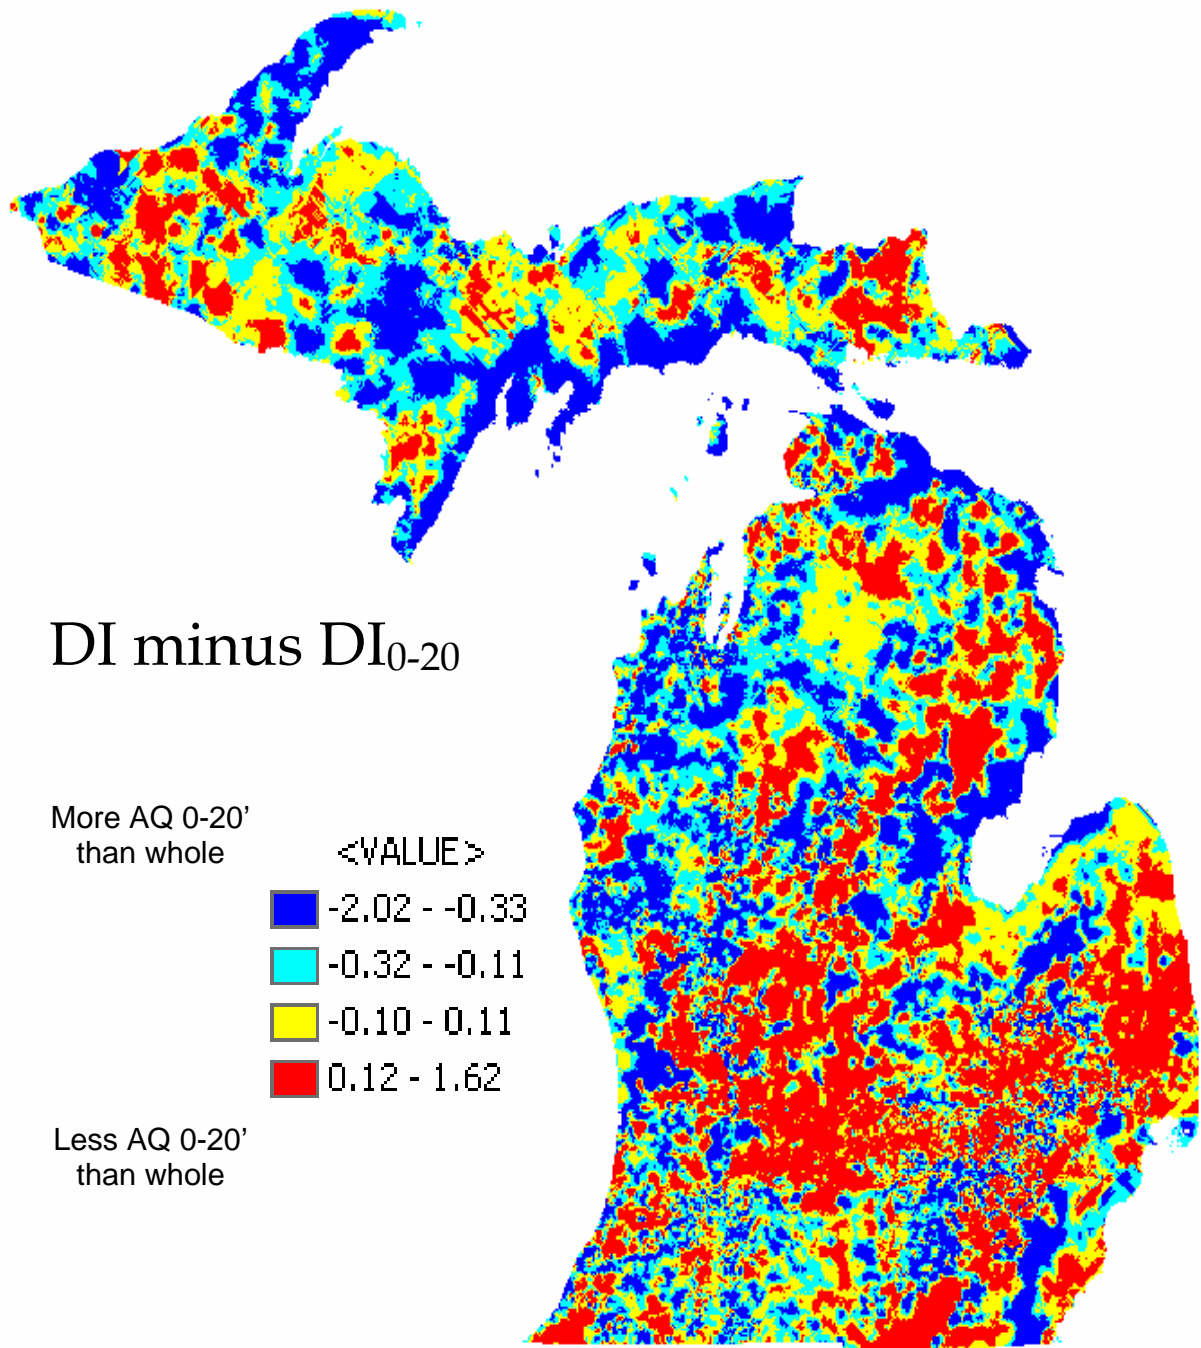 DI minus DI0-20
More AQ 0-20’
than whole
<VALUE>
-2.02 - -0.33
-0.32 - -0.11
-0.10 - 0.11
0.12 - 1.62
Less AQ 0-20’
than whole